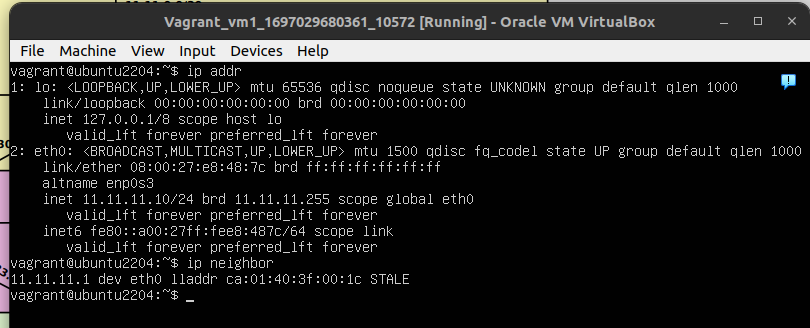 Vagrant_vm1_1697029680361_10572 [Running] - Oracle VM VirtualBox
File Machine View Input Devices Help
vagrant@ubuntu2204:~$ ip addr
1: lo: <LOOPBACK,UP,LOWER_UP> mtu 65536 qdisc noqueue state UNKNOWN group default qlen 1000
    link/loopback 00:00:00:00:00:00 brd 00:00:00:00:00:00
    inet 127.0.0.1/8 scope host lo
       valid_lft forever preferred_lft forever
2: eth0: <BROADCAST,MULTICAST,UP,LOWER_UP> mtu 1500 qdisc fq_codel state UP group default qlen 1000
    link/ether 08:00:27:e8:48:7c brd ff:ff:ff:ff:ff:ff
    altname enp0s3
    inet 11.11.11.10/24 brd 11.11.11.255 scope global eth0
       valid_lft forever preferred_lft forever
    inet6 fe80::a00:27ff:fee8:487c/64 scope link
       valid_lft forever preferred_lft forever
vagrant@ubuntu2204:~$ ip neighbor
11.11.11.1 dev eth0 lladdr ca:01:40:3f:00:1c STALE
vagrant@ubuntu2204:~$ _